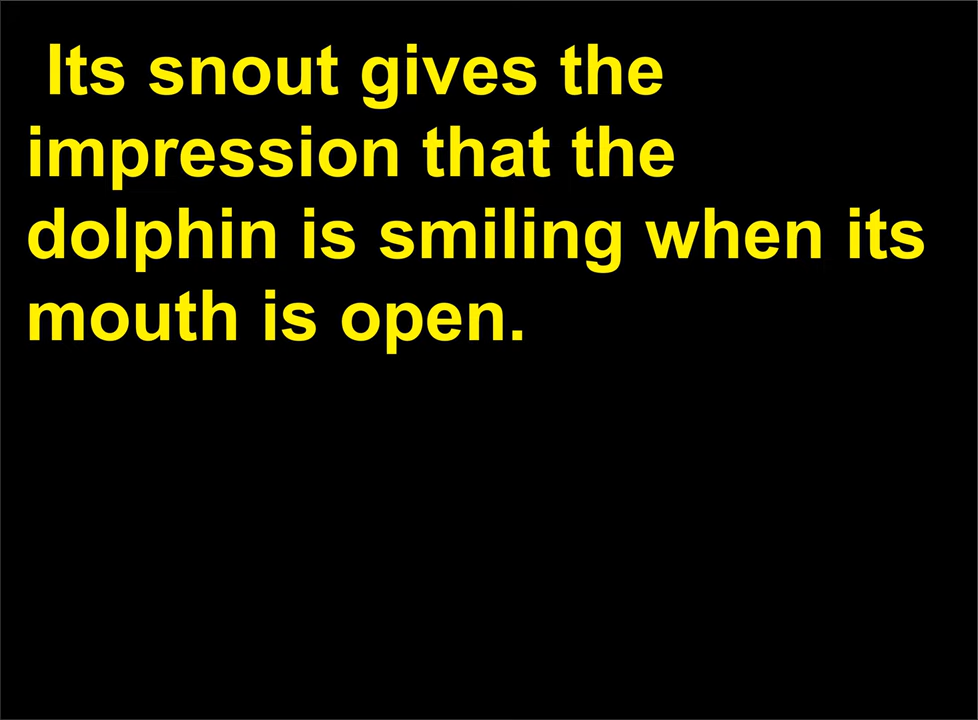 Its snout gives the
impression that the
dolphin is smiling when its
mouth is open.